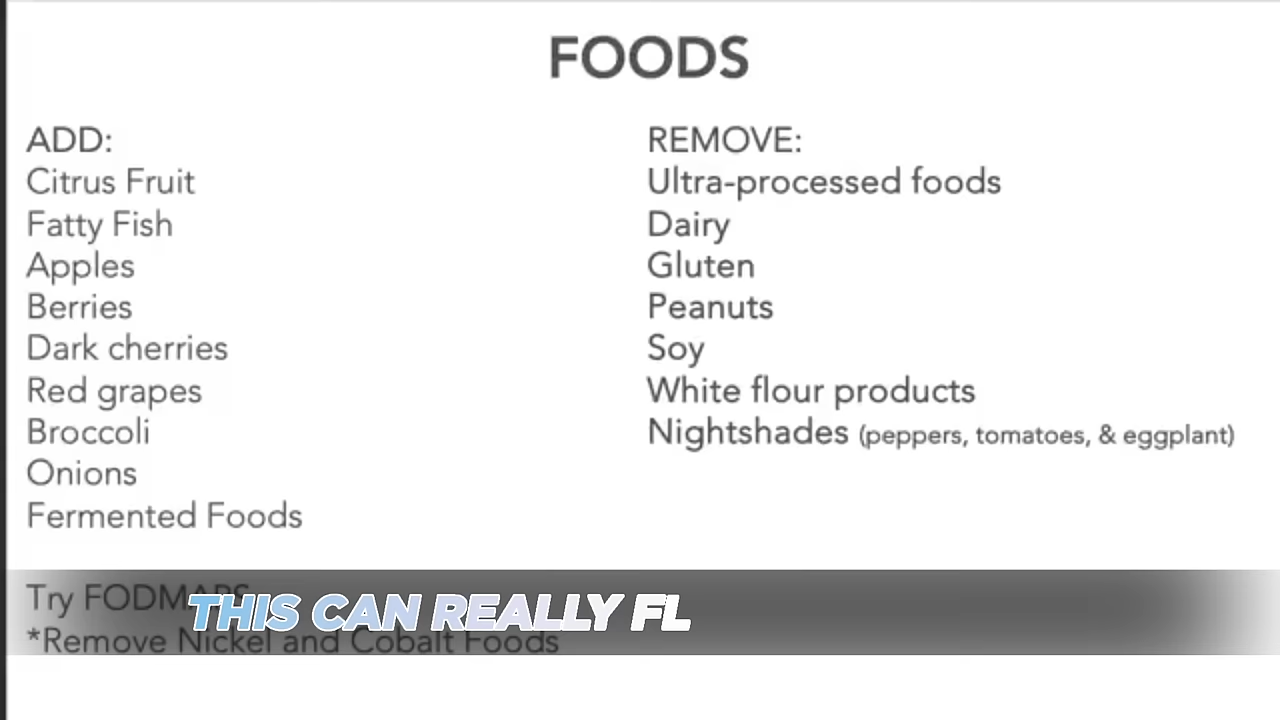 FOODS
ADD:
Citrus Fruit
Fatty Fish
Apples
Berries
Dark cherries
Red grapes
Broccoli
Onions
Fermented Foods
REMOVE:
Ultra-processed foods
Dairy
Gluten
Peanuts
Soy
White flour products
Nightshades (peppers, tomatoes, & eggplant)
Try FODMAPS
*Remove Nickel and Cobalt Foods
THIS CAN REALLY FL